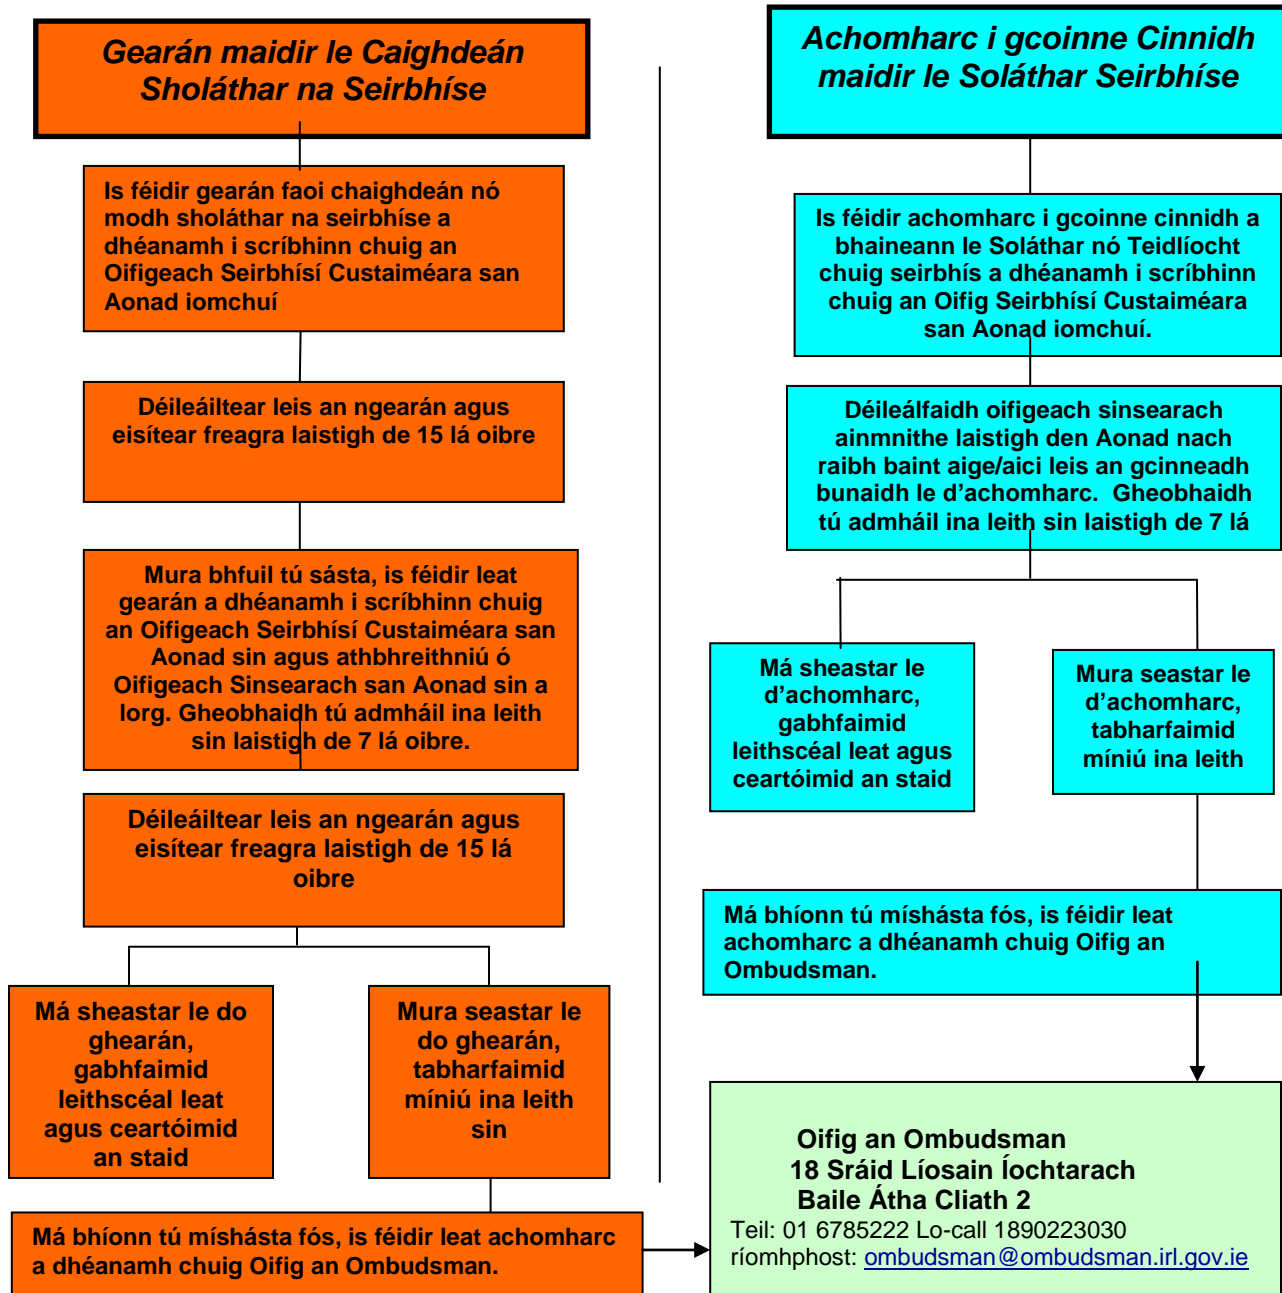 Gearán maidir le Caighdeán
Sholáthar na Seirbhíse
Is féidir gearán faoi chaighdeán nó
modh sholáthar na seirbhíse a
dhéanamh i scríbhinn chuig an
Oifigeach Seirbhísí Custaiméara san
Aonad iomchuí
Déileáiltear leis an ngearán agus
eisítear freagra laistigh de 15 lá oibre
Mura bhfuil tú sásta, is féidir leat
gearán a dhéanamh i scríbhinn chuig
an Oifigeach Seirbhísí Custaiméara san
Aonad sin agus athbhreithniú ó
Oifigeach Sinsearach san Aonad sin a
lorg. Gheobhaidh tú admháil ina leith
sin laistigh de 7 lá oibre.
Déileáiltear leis an ngearán agus
eisítear freagra laistigh de 15 lá
oibre
Má sheastar le do
ghearán,
gabhfaimid
leithscéal leat
agus ceartóimid
an staid
Mura seastar le
do ghearán,
tabharfaimid
míniú ina leith
sin
Má bhíonn tú míshásta fós, is féidir leat achomharc
a dhéanamh chuig Oifig an Ombudsman.
Achomharc i gcoinne Cinnidh
maidir le Soláthar Seirbhíse
Is féidir achomharc i gcoinne cinnidh a
bhaineann le Soláthar nó Teidlíocht
chuig seirbhís a dhéanamh i scríbhinn
chuig an Oifig Seirbhísí Custaiméara
san Aonad iomchuí.
Déileálfaidh oifigeach sinsearach
ainmnithe laistigh den Aonad nach
raibh baint aige/aici leis an gcinneadh
bunaidh le d'achomharc. Gheobhaidh
tú admháil ina leith sin laistigh de 7 lá
Má sheastar le
d'achomharc,
gabhfaimid
leithscéal leat agus
ceartóimid an staid
Mura seastar le
d'achomharc,
tabharfaimid
míniú ina leith
Má bhíonn tú míshásta fós, is féidir leat
achomharc a dhéanamh chuig Oifig an
Ombudsman.
Oifig an Ombudsman
18 Sráid Líosain Íochtarach
Baile Átha Cliath 2
Teil: 01 6785222 Lo-call 1890223030
ríomhphost: ombudsman@ombudsman.irl.gov.ie